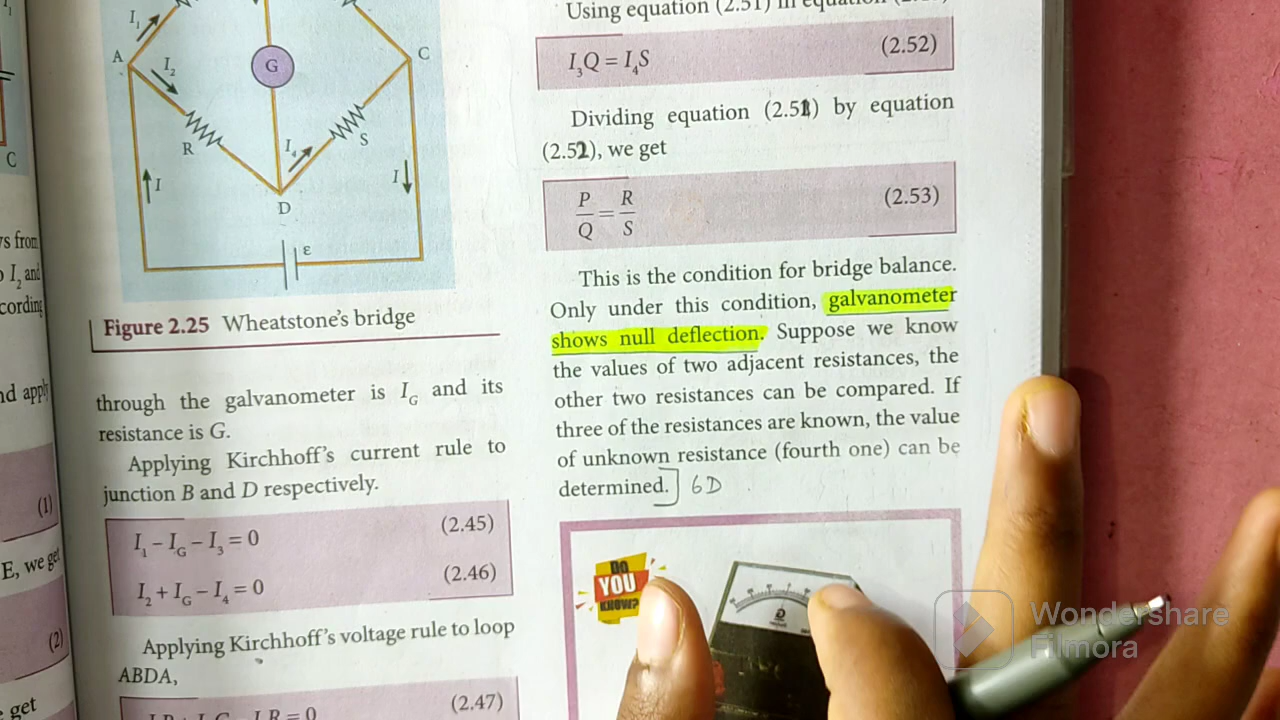 I₁
A
I₂
G
C
R
I₄
S
I
I
D
ε
Figure 2.25 Wheatstone's bridge
through the galvanometer is I_G and its
resistance is G.
Applying Kirchhoff's current rule to
junction B and D respectively.
I₁ – I_G – I₃ = 0 (2.45)
I₂ + I_G – I₄ = 0 (2.46)
Applying Kirchhoff's voltage rule to loop
ABDA,
(2.47)
Using equation (2.51) in equation
I₃Q = I₄S (2.52)
Dividing equation (2.51) by equation
(2.52), we get
P/Q = R/S (2.53)
This is the condition for bridge balance.
Only under this condition, galvanometer
shows null deflection. Suppose we know
the values of two adjacent resistances, the
other two resistances can be compared. If
three of the resistances are known, the value
of unknown resistance (fourth one) can be
determined.] 6D
DO
YOU
KNOW?
C
I₂ and
(1)
E, we get
(2)
get
Wondershare
Filmora